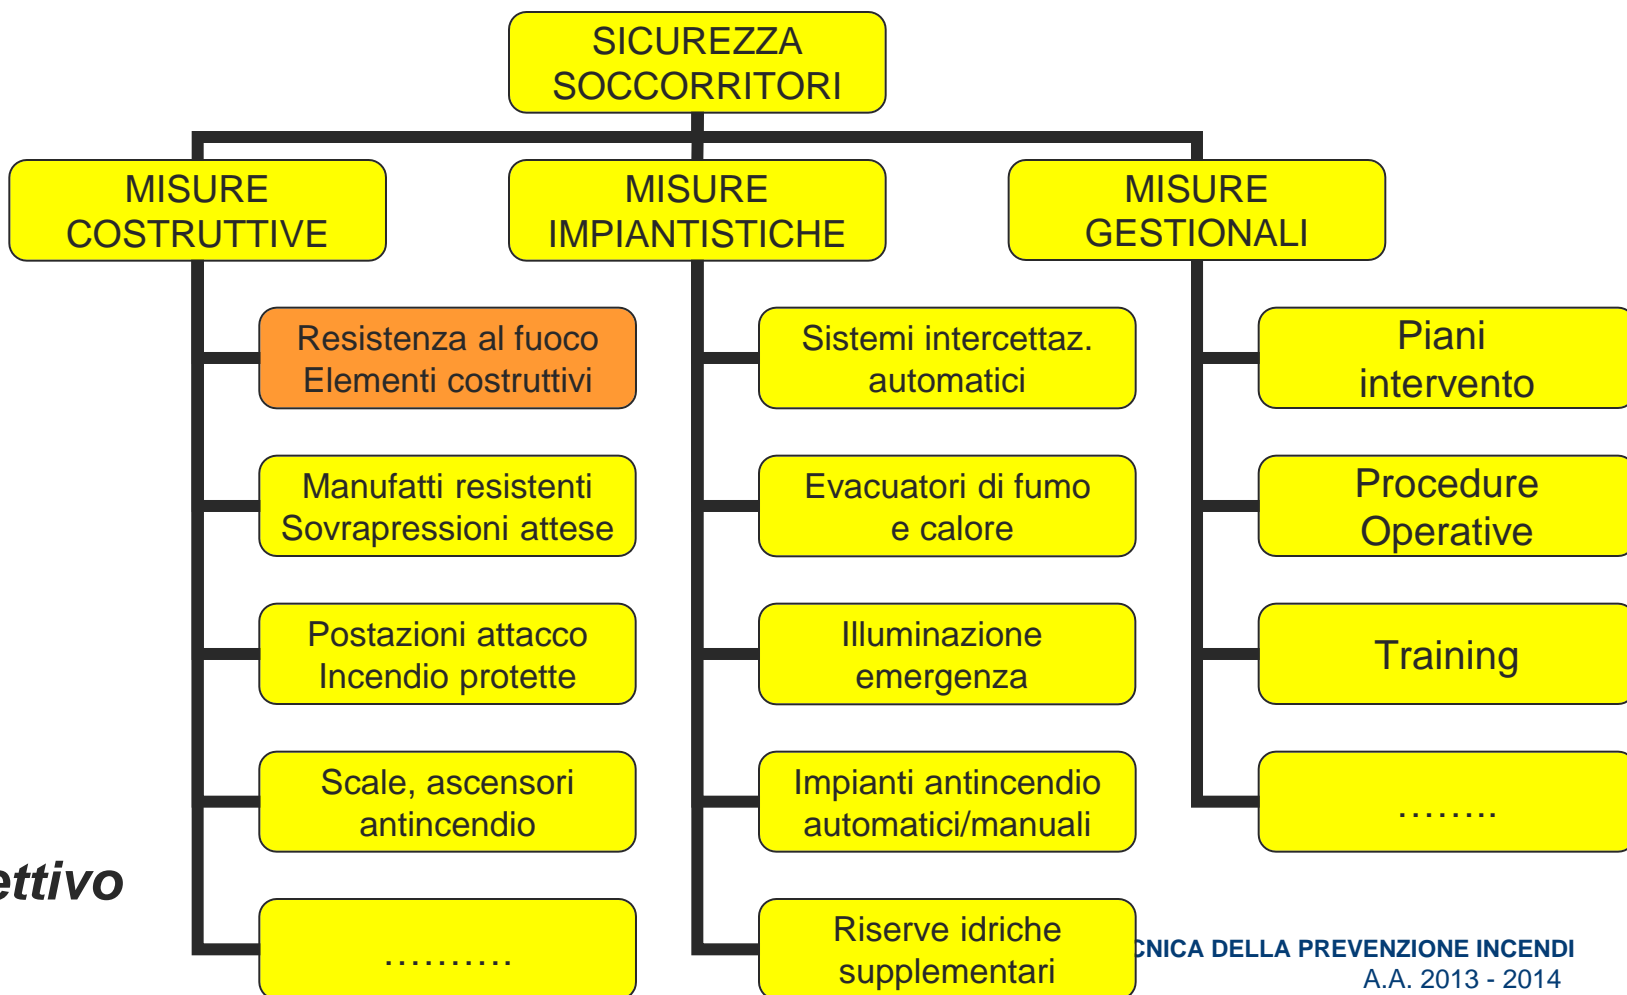 SICUREZZA
SOCCORRITORI
MISURE
COSTRUTTIVE
MISURE
IMPIANTISTICHE
MISURE
GESTIONALI
Resistenza al fuoco
Elementi costruttivi
Manufatti resistenti
Sovrapressioni attese
Postazioni attacco
Incendio protette
Scale, ascensori
antincendio
……….
Sistemi intercettaz.
automatici
Evacuatori di fumo
e calore
Illuminazione
emergenza
Impianti antincendio
automatici/manuali
Riserve idriche
supplementari
Piani
intervento
Procedure
Operative
Training
……..
ettivo
CNICA DELLA PREVENZIONE INCENDI
A.A. 2013 - 2014